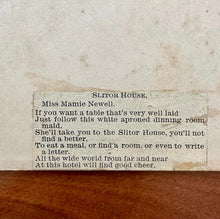 SLITOR HOUSE.
Miss Mamie Newell.
If you want a table that's very well laid
Just follow this white aproned dinning room
maid,
She'll take you to the Slitor House, you'll not
find a better,
To eat a meal, or find a room, or even to write
a letter.
All the wide world from far and near
At this hotel will find good cheer,